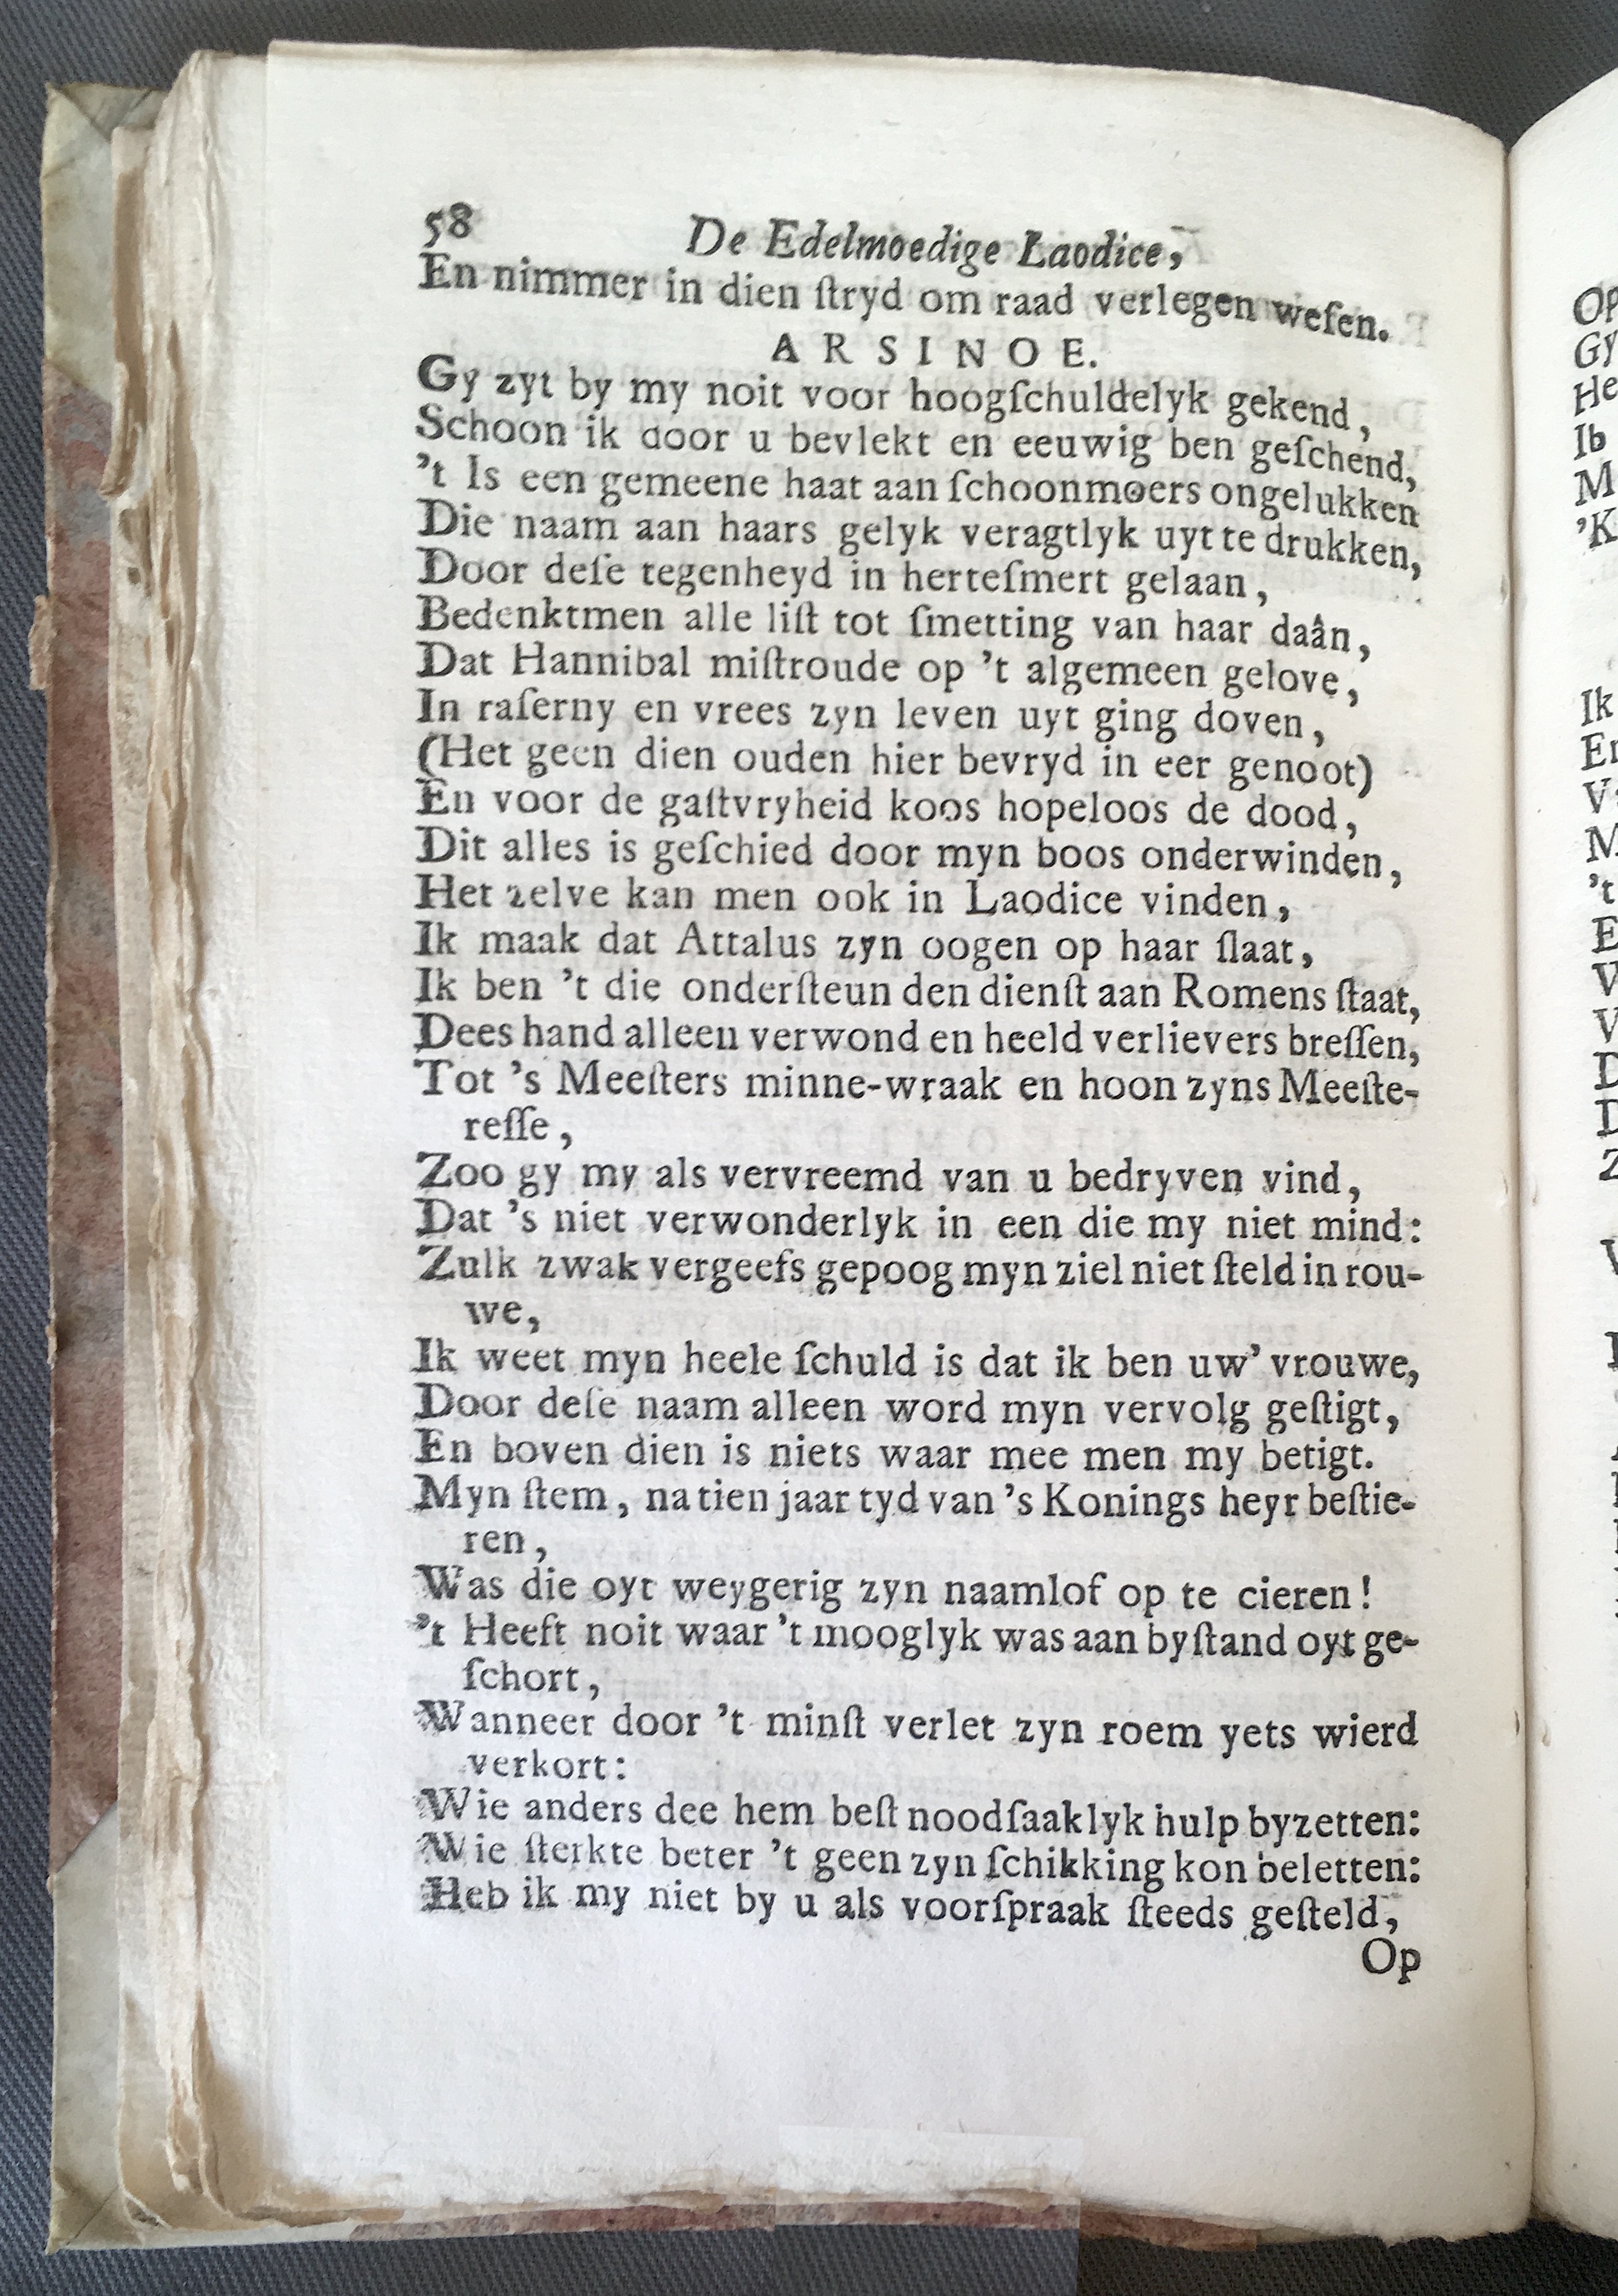 58
De Edelmoedige Laodice,
En nimmer in dien ſtryd om raad verlegen weſen.
ARSINOE.
Gy zyt by my noit voor hoogſchuldelyk gekend,
Schoon ik door u bevlekt en eeuwig ben geſchend,
't Is een gemeene haat aan ſchoonmoers ongelukken
Die naam aan haars gelyk veragtlyk uyt te drukken,
Door deſe tegenheyd in herteſmert gelaan,
Bedenktmen alle liſt tot ſmetting van haar daân,
Dat Hannibal miſtroude op 't algemeen gelove,
In raſerny en vrees zyn leven uyt ging doven,
(Het geen dien ouden hier bevryd in eer genoot)
En voor de gaſtvryheid koos hopeloos de dood,
Dit alles is geſchied door myn boos onderwinden,
Het zelve kan men ook in Laodice vinden,
Ik maak dat Attalus zyn oogen op haar ſlaat,
Ik ben 't die onderſteun den dienſt aan Romens ſtaat,
Dees hand alleen verwond en heeld verlievers breſſen,
Tot 's Meeſters minne-wraak en hoon zyns Meeſte-
reſſe,
Zoo gy my als vervreemd van u bedryven vind,
Dat 's niet verwonderlyk in een die my niet mind:
Zulk zwak vergeefs gepoog myn ziel niet ſteld in rou-
we,
Ik weet myn heele ſchuld is dat ik ben uw' vrouwe,
Door deſe naam alleen word myn vervolg geſtigt,
En boven dien is niets waar mee men my betigt.
Myn ſtem, na tien jaar tyd van 's Konings heyr beſtie-
ren,
Was die oyt weygerig zyn naamlof op te cieren!
't Heeft noit waar 't mooglyk was aan byſtand oyt ge-
ſchort,
Wanneer door 't minſt verlet zyn roem yets wierd
verkort:
Wie anders dee hem beſt noodſaaklyk hulp byzetten:
Wie ſterkte beter 't geen zyn ſchikking kon beletten:
Heb ik my niet by u als voorſpraak ſteeds geſteld,
Op
Op
Gy
He
Ib
M
'K
Ik
M
't
E
V
V
D
D
Z